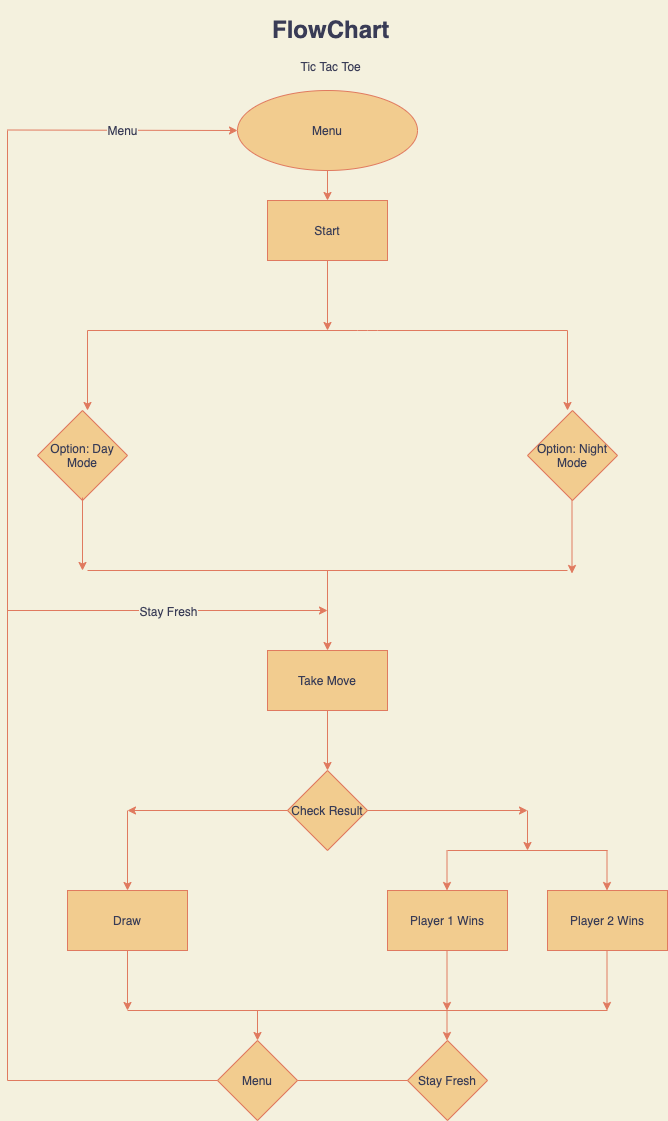 FlowChart
Tic Tac Toe
Menu
Menu
Start
Option: Day
Mode
Option: Night
Mode
Stay Fresh
Take Move
Check Result
Draw
Player 1 Wins
Player 2 Wins
Menu
Stay Fresh